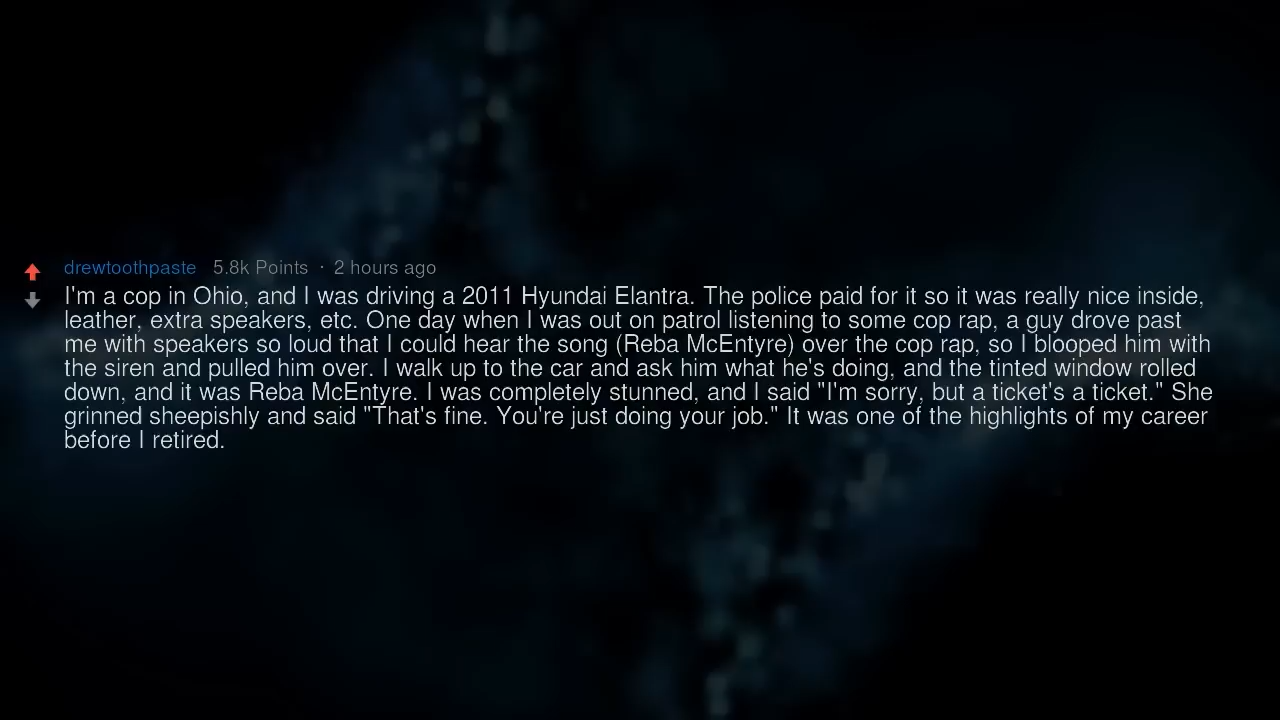 drewtoothpaste 5.8k Points · 2 hours ago
I'm a cop in Ohio, and I was driving a 2011 Hyundai Elantra. The police paid for it so it was really nice inside,
leather, extra speakers, etc. One day when I was out on patrol listening to some cop rap, a guy drove past
me with speakers so loud that I could hear the song (Reba McEntyre) over the cop rap, so I blooped him with
the siren and pulled him over. I walk up to the car and ask him what he's doing, and the tinted window rolled
down, and it was Reba McEntyre. I was completely stunned, and I said "I'm sorry, but a ticket's a ticket." She
grinned sheepishly and said "That's fine. You're just doing your job." It was one of the highlights of my career
before I retired.